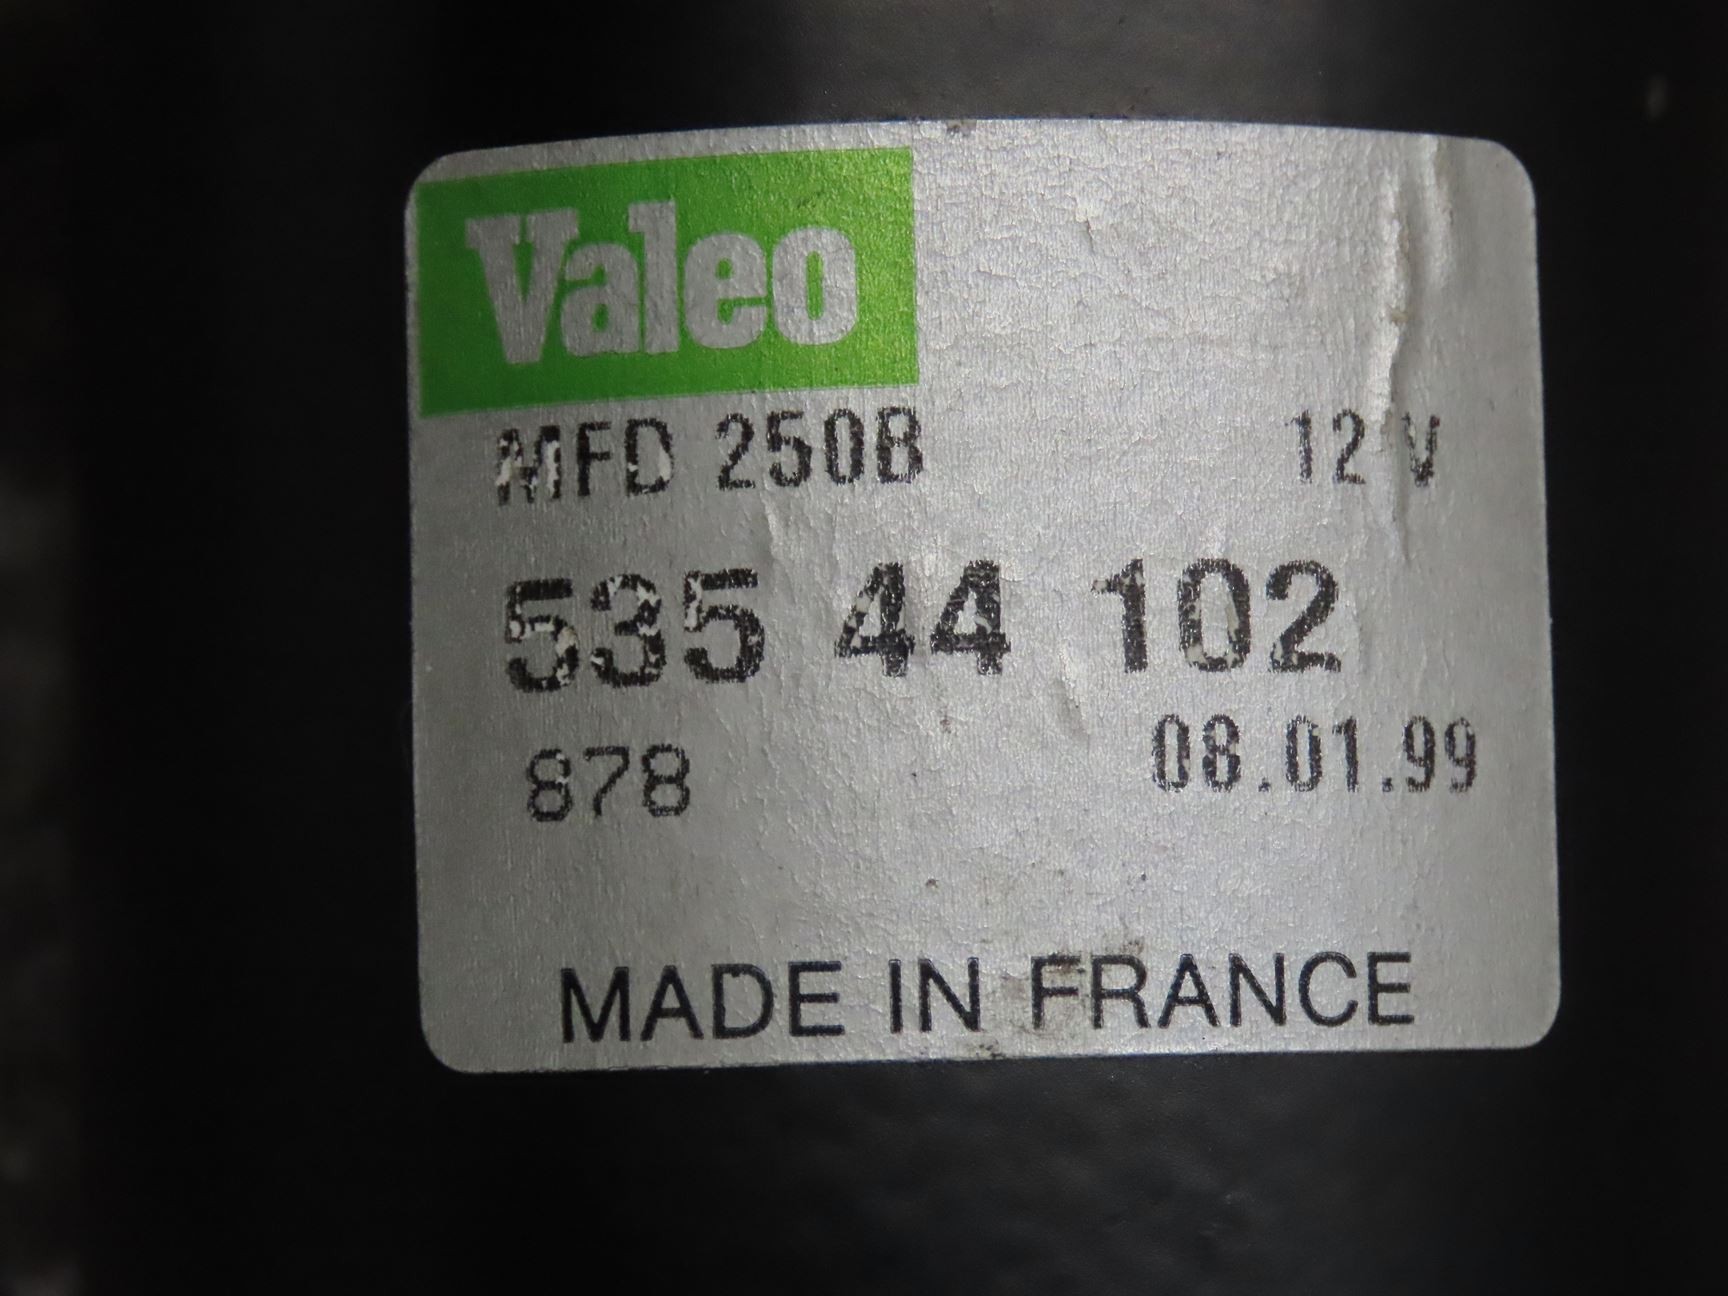 Valeo
MFD 250B 12 V
535 44 102
878 08.01.99
MADE IN FRANCE